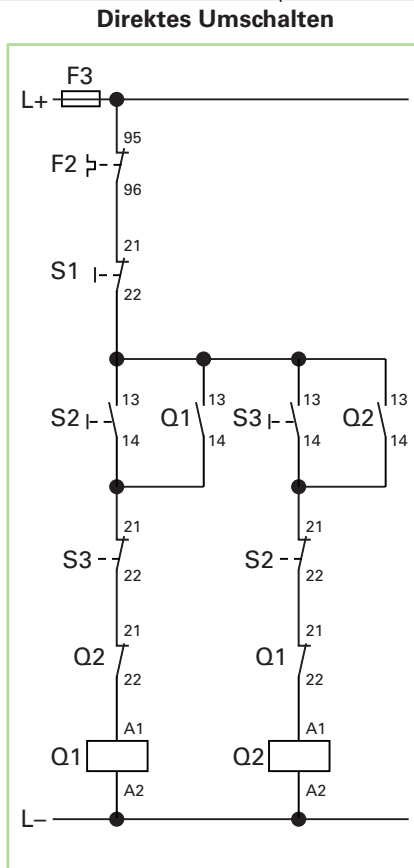 Direktes Umschalten
F3
L+
95
F2
96
21
S1
22
13 13 13 13
S2 Q1 S3 Q2
14 14 14 14
21 21
S3 S2
22 22
21 21
Q2 Q1
22 22
A1 A1
Q1 Q2
A2 A2
L–